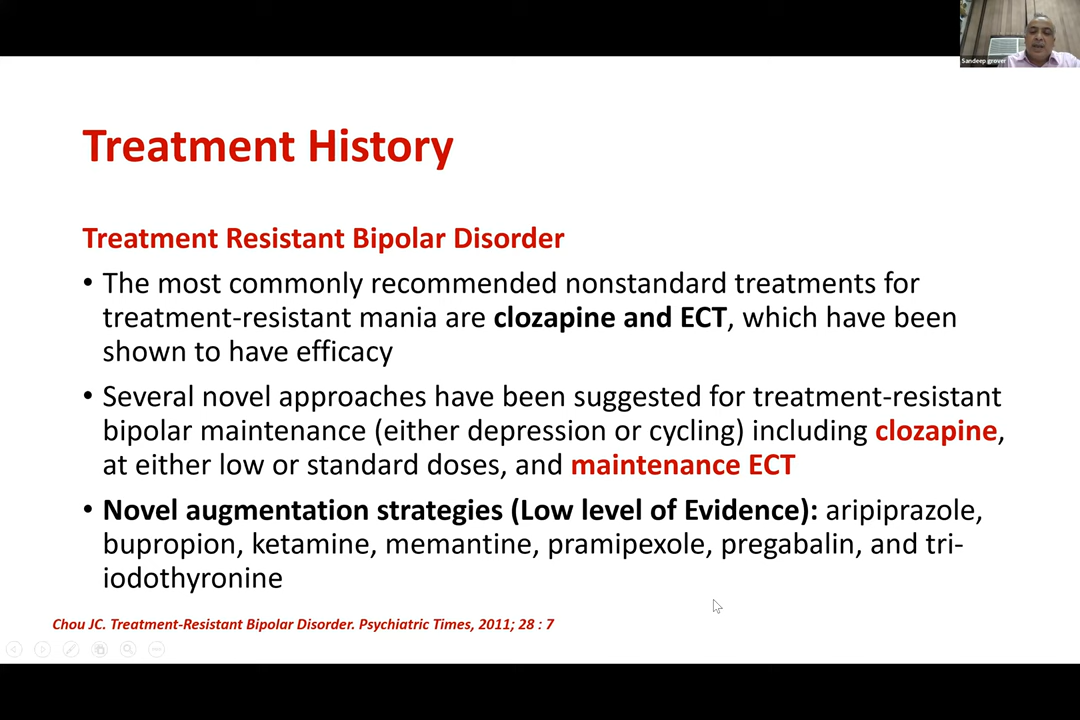 Sandeep grover
Treatment History
Treatment Resistant Bipolar Disorder
• The most commonly recommended nonstandard treatments for
treatment-resistant mania are clozapine and ECT, which have been
shown to have efficacy
• Several novel approaches have been suggested for treatment-resistant
bipolar maintenance (either depression or cycling) including clozapine,
at either low or standard doses, and maintenance ECT
• Novel augmentation strategies (Low level of Evidence): aripiprazole,
bupropion, ketamine, memantine, pramipexole, pregabalin, and tri-
iodothyronine
Chou JC. Treatment-Resistant Bipolar Disorder. Psychiatric Times, 2011; 28 : 7